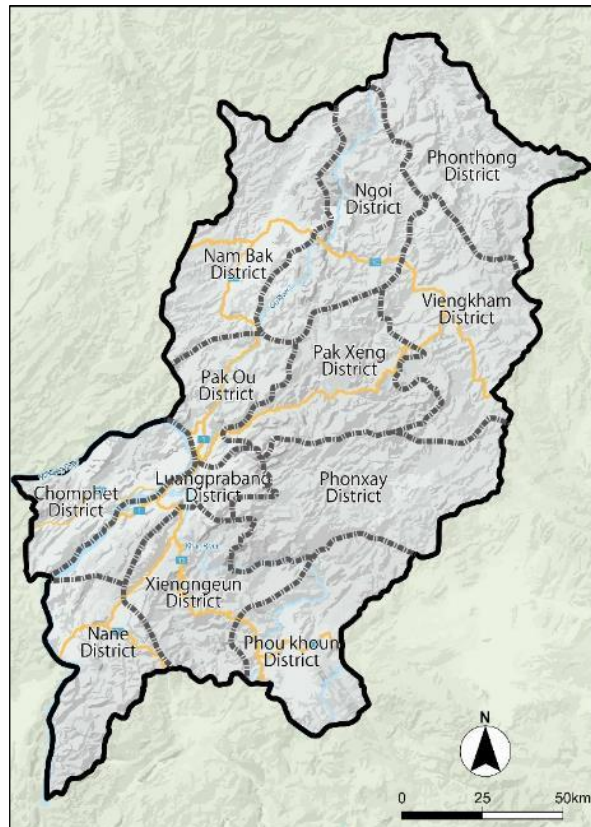 Phonthong
District
Ngoi
District
Nam Bak
District
Viengkham
District
Pak Xeng
District
Pak Ou
District
Luangprabang
District
Phonxay
District
Chomphet
District
Xiengngeun
District
Nane
District
Phou khoun
District
N
0 25 50km